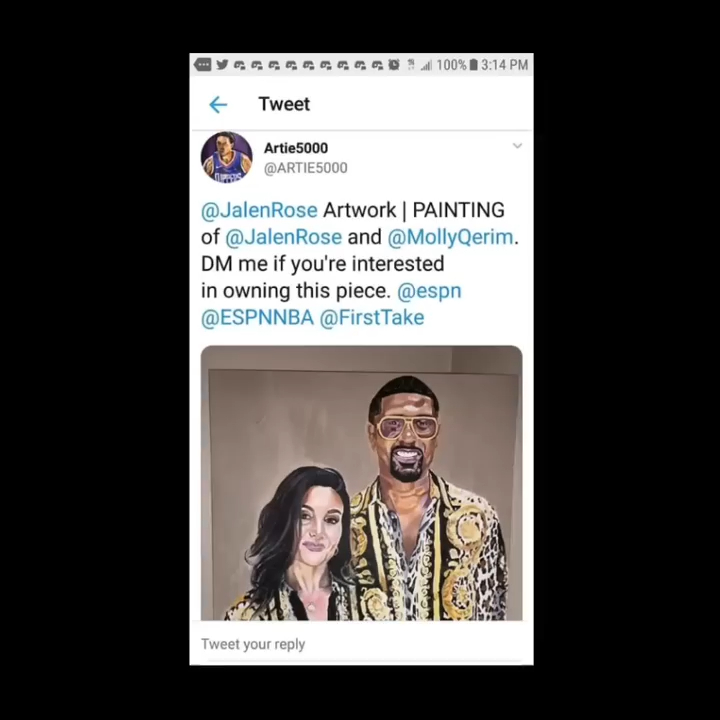 100% 3:14 PM
Tweet
Artie5000
@ARTIE5000
@JalenRose Artwork | PAINTING
of @JalenRose and @MollyQerim.
DM me if you're interested
in owning this piece. @espn
@ESPNNBA @FirstTake
Tweet your reply